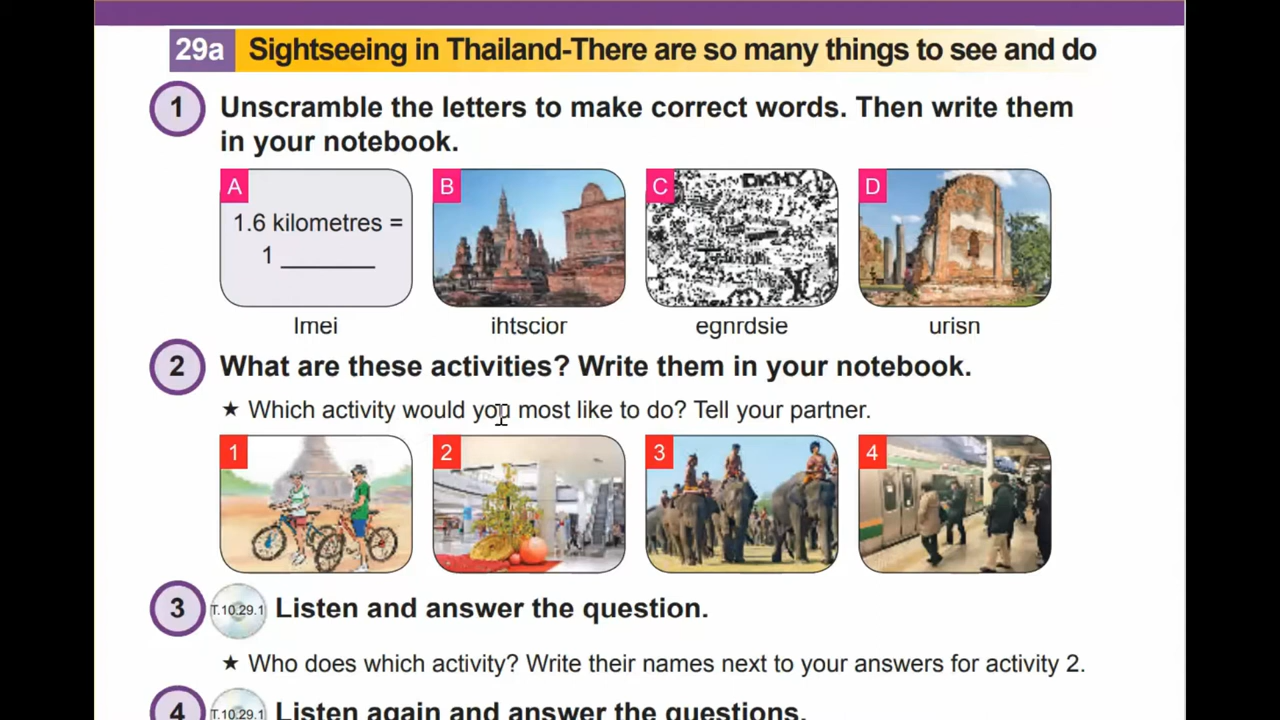 29a Sightseeing in Thailand-There are so many things to see and do
1 Unscramble the letters to make correct words. Then write them
in your notebook.
A B C D
1.6 kilometres =
1 ________
DKNY
lmei ihtscior egnrdsie urisn
2 What are these activities? Write them in your notebook.
★ Which activity would you most like to do? Tell your partner.
1 2 3 4
3 T.10.29.1 Listen and answer the question.
★ Who does which activity? Write their names next to your answers for activity 2.
4 T.10.29.1 Listen again and answer the questions.